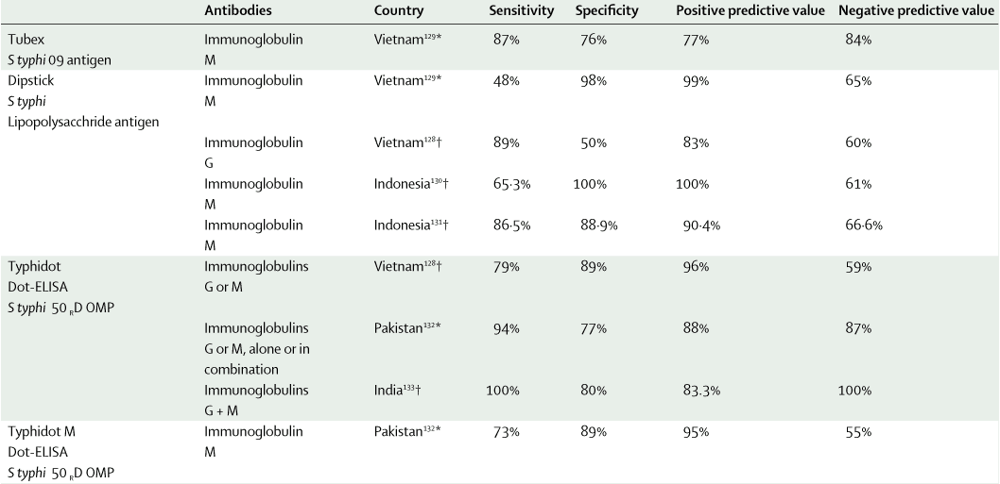 Antibodies Country Sensitivity Specificity Positive predictive value Negative predictive value
Tubex Immunoglobulin Vietnam¹²⁹* 87% 76% 77% 84%
S typhi 09 antigen M
Dipstick Immunoglobulin Vietnam¹²⁹* 48% 98% 99% 65%
S typhi M
Lipopolysacchride antigen
Immunoglobulin Vietnam¹²⁸† 89% 50% 83% 60%
G
Immunoglobulin Indonesia¹³⁰† 65·3% 100% 100% 61%
M
Immunoglobulin Indonesia¹³¹† 86·5% 88·9% 90·4% 66·6%
M
Typhidot Immunoglobulins Vietnam¹²⁸† 79% 89% 96% 59%
Dot-ELISA G or M
S typhi 50 RD OMP
Immunoglobulins Pakistan¹³²* 94% 77% 88% 87%
G or M, alone or in
combination
Immunoglobulins India¹³³† 100% 80% 83.3% 100%
G + M
Typhidot M Immunoglobulin Pakistan¹³²* 73% 89% 95% 55%
Dot-ELISA M
S typhi 50 RD OMP